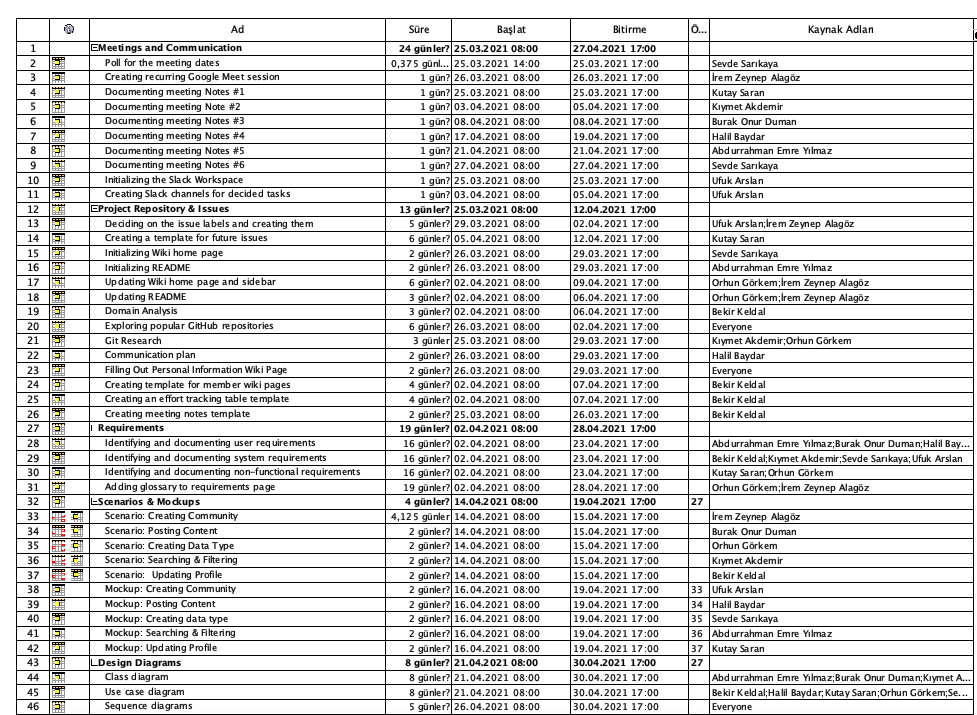 Ad Süre Başlat Bitirme Ö... Kaynak Adları
1 Meetings and Communication 24 günler? 25.03.2021 08:00 27.04.2021 17:00
2 Poll for the meeting dates 0,375 günl... 25.03.2021 14:00 25.03.2021 17:00 Sevde Sarıkaya
3 Creating recurring Google Meet session 1 gün? 26.03.2021 08:00 26.03.2021 17:00 İrem Zeynep Alagöz
4 Documenting meeting Notes #1 1 gün? 25.03.2021 08:00 25.03.2021 17:00 Kutay Saran
5 Documenting meeting Note #2 1 gün? 03.04.2021 08:00 05.04.2021 17:00 Kıymet Akdemir
6 Documenting meeting Notes #3 1 gün? 08.04.2021 08:00 08.04.2021 17:00 Burak Onur Duman
7 Documenting meeting Notes #4 1 gün? 17.04.2021 08:00 19.04.2021 17:00 Halil Baydar
8 Documenting meeting Notes #5 1 gün? 21.04.2021 08:00 21.04.2021 17:00 Abdurrahman Emre Yılmaz
9 Documenting meeting Notes #6 1 gün? 27.04.2021 08:00 27.04.2021 17:00 Sevde Sarıkaya
10 Initializing the Slack Workspace 1 gün? 25.03.2021 08:00 25.03.2021 17:00 Ufuk Arslan
11 Creating Slack channels for decided tasks 1 gün? 03.04.2021 08:00 05.04.2021 17:00 Ufuk Arslan
12 Project Repository & Issues 13 günler? 25.03.2021 08:00 12.04.2021 17:00
13 Deciding on the issue labels and creating them 5 günler? 29.03.2021 08:00 02.04.2021 17:00 Ufuk Arslan;İrem Zeynep Alagöz
14 Creating a template for future issues 6 günler? 05.04.2021 08:00 12.04.2021 17:00 Kutay Saran
15 Initializing Wiki home page 2 günler? 26.03.2021 08:00 29.03.2021 17:00 Sevde Sarıkaya
16 Initializing README 2 günler? 26.03.2021 08:00 29.03.2021 17:00 Abdurrahman Emre Yılmaz
17 Updating Wiki home page and sidebar 6 günler? 02.04.2021 08:00 09.04.2021 17:00 Orhun Görkem;İrem Zeynep Alagöz
18 Updating README 3 günler? 02.04.2021 08:00 06.04.2021 17:00 Orhun Görkem;İrem Zeynep Alagöz
19 Domain Analysis 3 günler? 02.04.2021 08:00 06.04.2021 17:00 Bekir Keldal
20 Exploring popular GitHub repositories 6 günler? 26.03.2021 08:00 02.04.2021 17:00 Everyone
21 Git Research 3 günler 25.03.2021 08:00 29.03.2021 17:00 Kıymet Akdemir;Orhun Görkem
22 Communication plan 2 günler? 26.03.2021 08:00 29.03.2021 17:00 Halil Baydar
23 Filling Out Personal Information Wiki Page 2 günler? 26.03.2021 08:00 29.03.2021 17:00 Everyone
24 Creating template for member wiki pages 4 günler? 02.04.2021 08:00 07.04.2021 17:00 Bekir Keldal
25 Creating an effort tracking table template 4 günler? 02.04.2021 08:00 07.04.2021 17:00 Bekir Keldal
26 Creating meeting notes template 2 günler? 25.03.2021 08:00 26.03.2021 17:00 Bekir Keldal
27 Requirements 19 günler? 02.04.2021 08:00 28.04.2021 17:00
28 Identifying and documenting user requirements 16 günler? 02.04.2021 08:00 23.04.2021 17:00 Abdurrahman Emre Yılmaz;Burak Onur Duman;Halil Bay...
29 Identifying and documenting system requirements 16 günler? 02.04.2021 08:00 23.04.2021 17:00 Bekir Keldal;Kıymet Akdemir;Sevde Sarıkaya;Ufuk Arslan
30 Identifying and documenting non-functional requirements 16 günler? 02.04.2021 08:00 23.04.2021 17:00 Kutay Saran;Orhun Görkem
31 Adding glossary to requirements page 19 günler? 02.04.2021 08:00 28.04.2021 17:00 Orhun Görkem;İrem Zeynep Alagöz
32 Scenarios & Mockups 4 günler? 14.04.2021 08:00 19.04.2021 17:00 27
33 Scenario: Creating Community 4,125 günler 14.04.2021 08:00 15.04.2021 17:00 İrem Zeynep Alagöz
34 Scenario: Posting Content 2 günler? 14.04.2021 08:00 15.04.2021 17:00 Burak Onur Duman
35 Scenario: Creating Data Type 2 günler? 14.04.2021 08:00 15.04.2021 17:00 Orhun Görkem
36 Scenario: Searching & Filtering 2 günler? 14.04.2021 08:00 15.04.2021 17:00 Kıymet Akdemir
37 Scenario: Updating Profile 2 günler? 14.04.2021 08:00 15.04.2021 17:00 Bekir Keldal
38 Mockup: Creating Community 2 günler? 16.04.2021 08:00 19.04.2021 17:00 33 Ufuk Arslan
39 Mockup: Posting Content 2 günler? 16.04.2021 08:00 19.04.2021 17:00 34 Halil Baydar
40 Mockup: Creating data type 2 günler? 16.04.2021 08:00 19.04.2021 17:00 35 Sevde Sarıkaya
41 Mockup: Searching & Filtering 2 günler? 16.04.2021 08:00 19.04.2021 17:00 36 Abdurrahman Emre Yılmaz
42 Mockup: Updating Profile 2 günler? 16.04.2021 08:00 19.04.2021 17:00 37 Kutay Saran
43 Design Diagrams 8 günler? 21.04.2021 08:00 30.04.2021 17:00 27
44 Class diagram 8 günler? 21.04.2021 08:00 30.04.2021 17:00 Abdurrahman Emre Yılmaz;Burak Onur Duman;Kıymet A...
45 Use case diagram 8 günler? 21.04.2021 08:00 30.04.2021 17:00 Bekir Keldal;Halil Baydar;Kutay Saran;Orhun Görkem;Se...
46 Sequence diagrams 5 günler? 26.04.2021 08:00 30.04.2021 17:00 Everyone